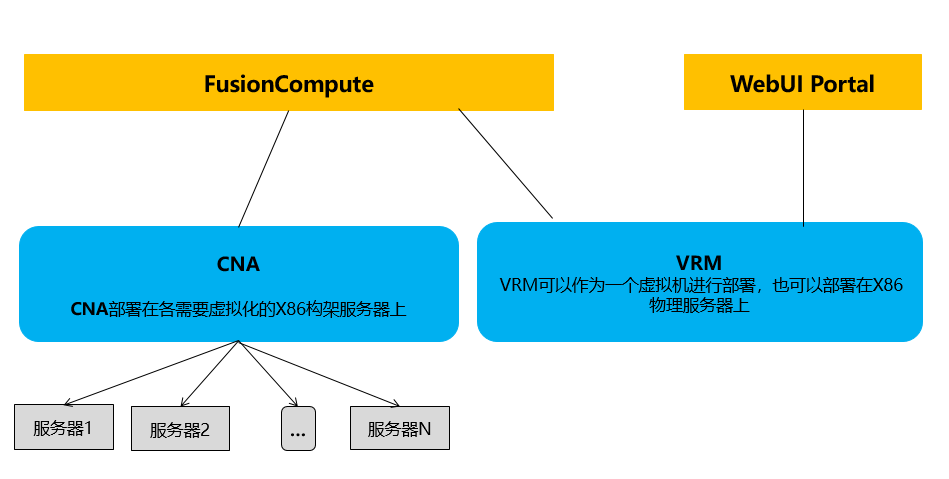 FusionCompute
WebUI Portal
CNA
CNA部署在各需要虚拟化的X86构架服务器上
VRM
VRM可以作为一个虚拟机进行部署，也可以部署在X86
物理服务器上
服务器1
服务器2
...
服务器N